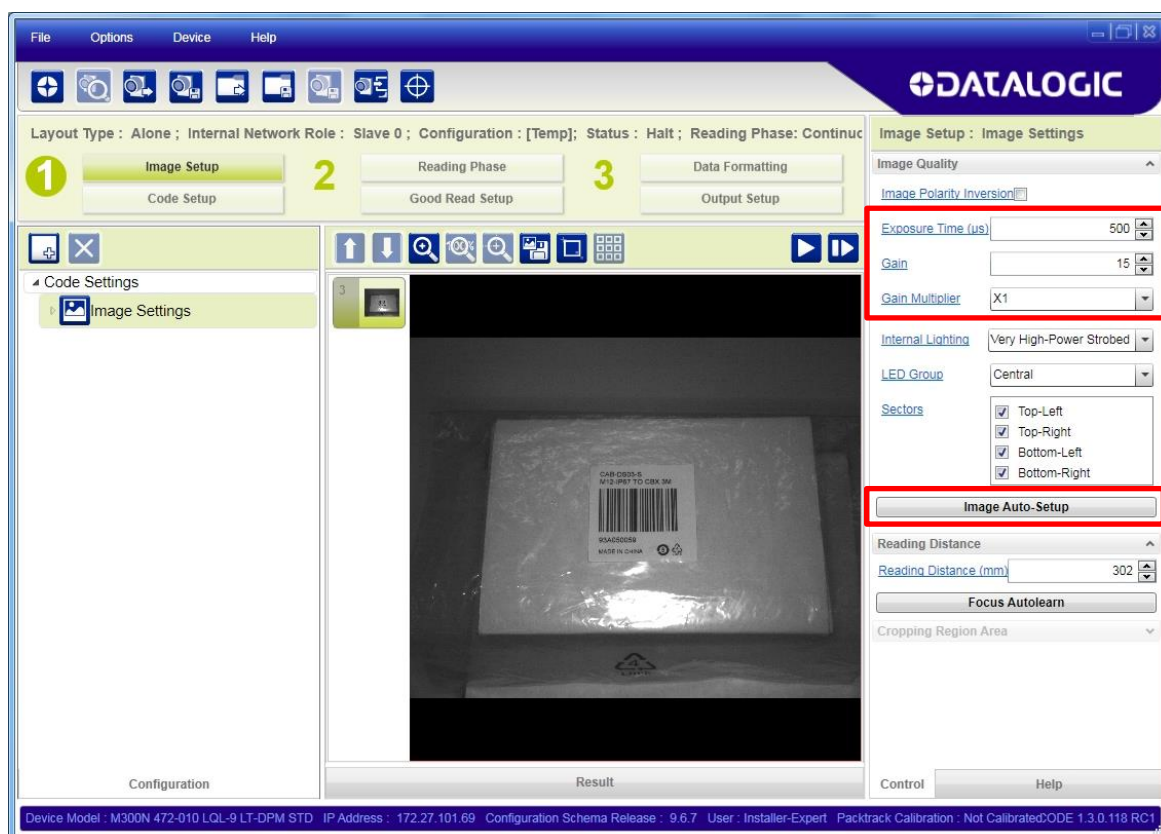 File Options Device Help
DATALOGIC
Layout Type : Alone ; Internal Network Role : Slave 0 ; Configuration : [Temp]; Status : Halt ; Reading Phase: Continuc
1 Image Setup 2 Reading Phase 3 Data Formatting
Code Setup Good Read Setup Output Setup
Code Settings
Image Settings
3
100%
CAB-DS03-S
M12-IP67 TO CBX 3M
93A050059
MADE IN CHINA
4
Configuration
Result
Image Setup : Image Settings
Image Quality
Image Polarity Inversion
Exposure Time (µs) 500
Gain 15
Gain Multiplier X1
Internal Lighting Very High-Power Strobed
LED Group Central
Sectors Top-Left
Top-Right
Bottom-Left
Bottom-Right
Image Auto-Setup
Reading Distance
Reading Distance (mm) 302
Focus Autolearn
Cropping Region Area
Control Help
Device Model : M300N 472-010 LQL-9 LT-DPM STD IP Address : 172.27.101.69 Configuration Schema Release : 9.6.7 User : Installer-Expert Packtrack Calibration : Not Calibrated CODE 1.3.0.118 RC1